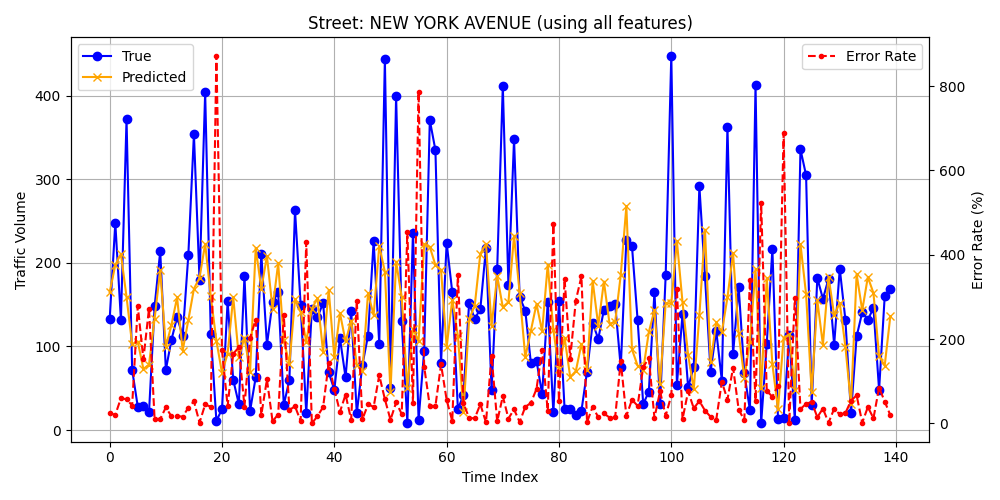 Street: NEW YORK AVENUE (using all features)
True
Predicted
Error Rate
400
300
200
100
0
Traffic Volume
800
600
400
200
0
Error Rate (%)
0 20 40 60 80 100 120 140
Time Index